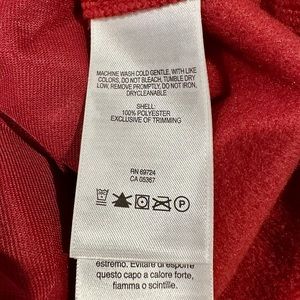 MACHINE WASH COLD GENTLE, WITH LIKE
COLORS, DO NOT BLEACH, TUMBLE DRY
LOW, REMOVE PROMPTLY, DO NOT IRON,
DRYCLEANABLE
SHELL:
100% POLYESTER
EXCLUSIVE OF TRIMMING
RN 69724
CA 05367
P
estremo. Evitare di esporre
questo capo a calore forte,
fiamma o scintille.